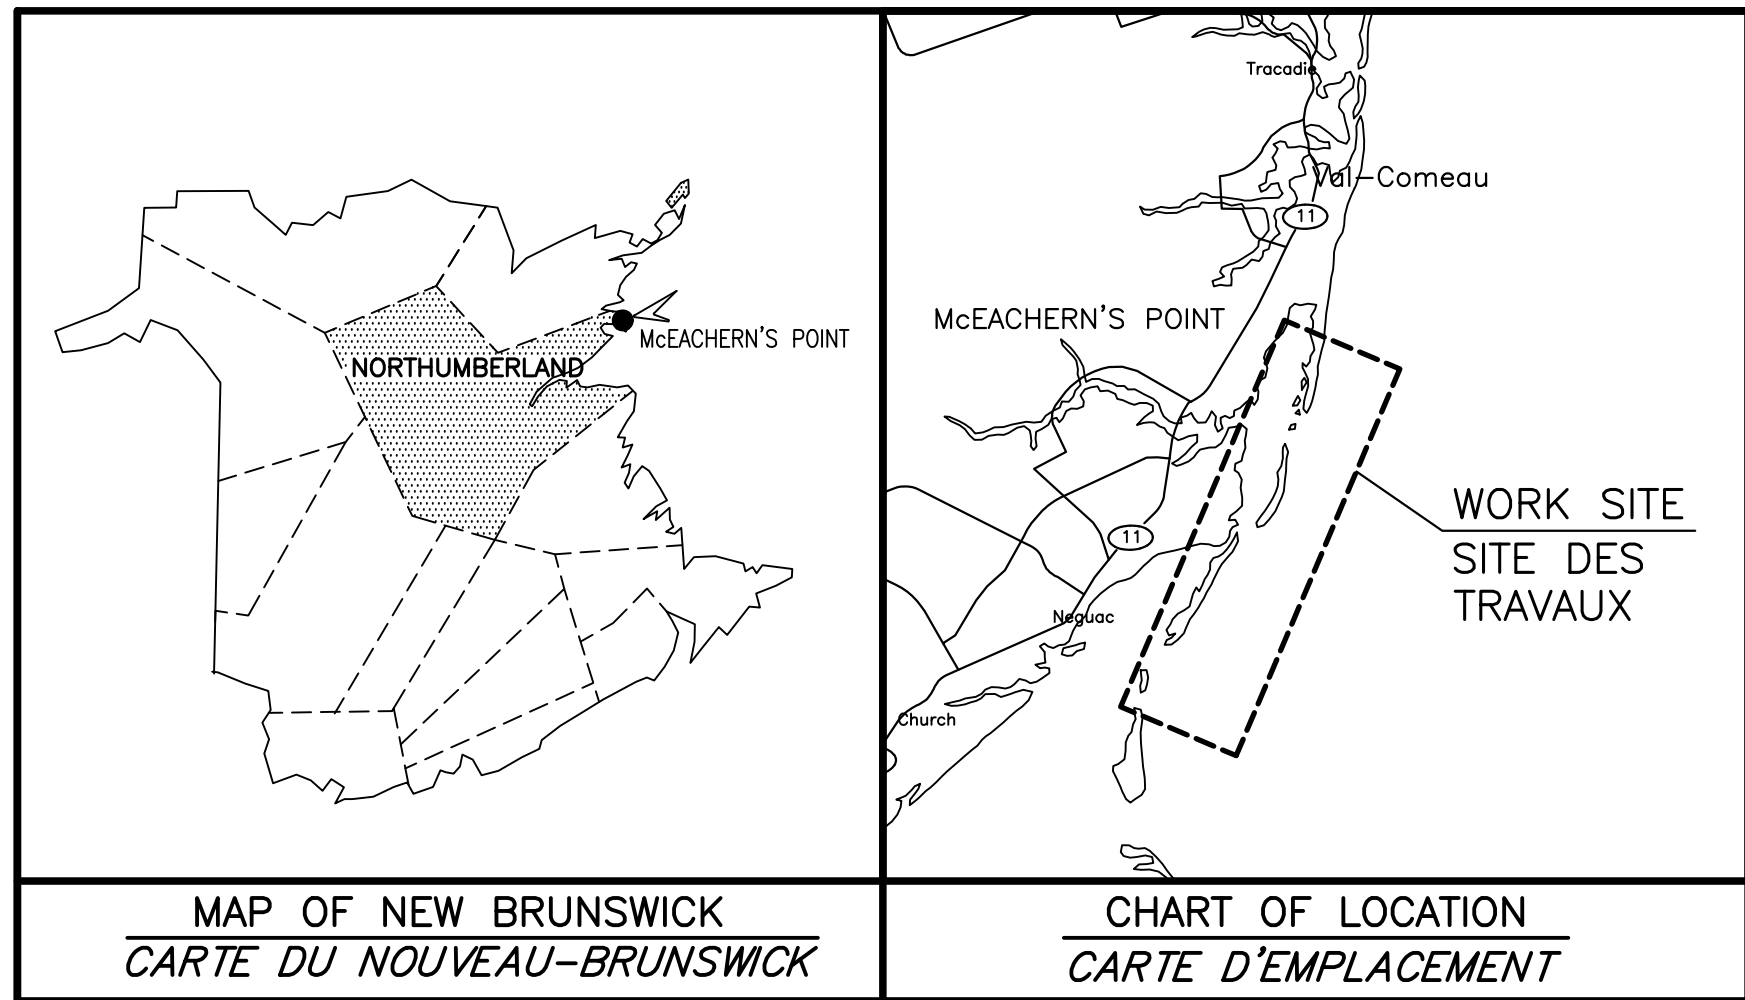 NORTHUMBERLAND
McEACHERN'S POINT
MAP OF NEW BRUNSWICK
CARTE DU NOUVEAU-BRUNSWICK
Tracadie
Val-Comeau
11
McEACHERN'S POINT
WORK SITE
SITE DES
TRAVAUX
11
Neguac
Church
CHART OF LOCATION
CARTE D'EMPLACEMENT